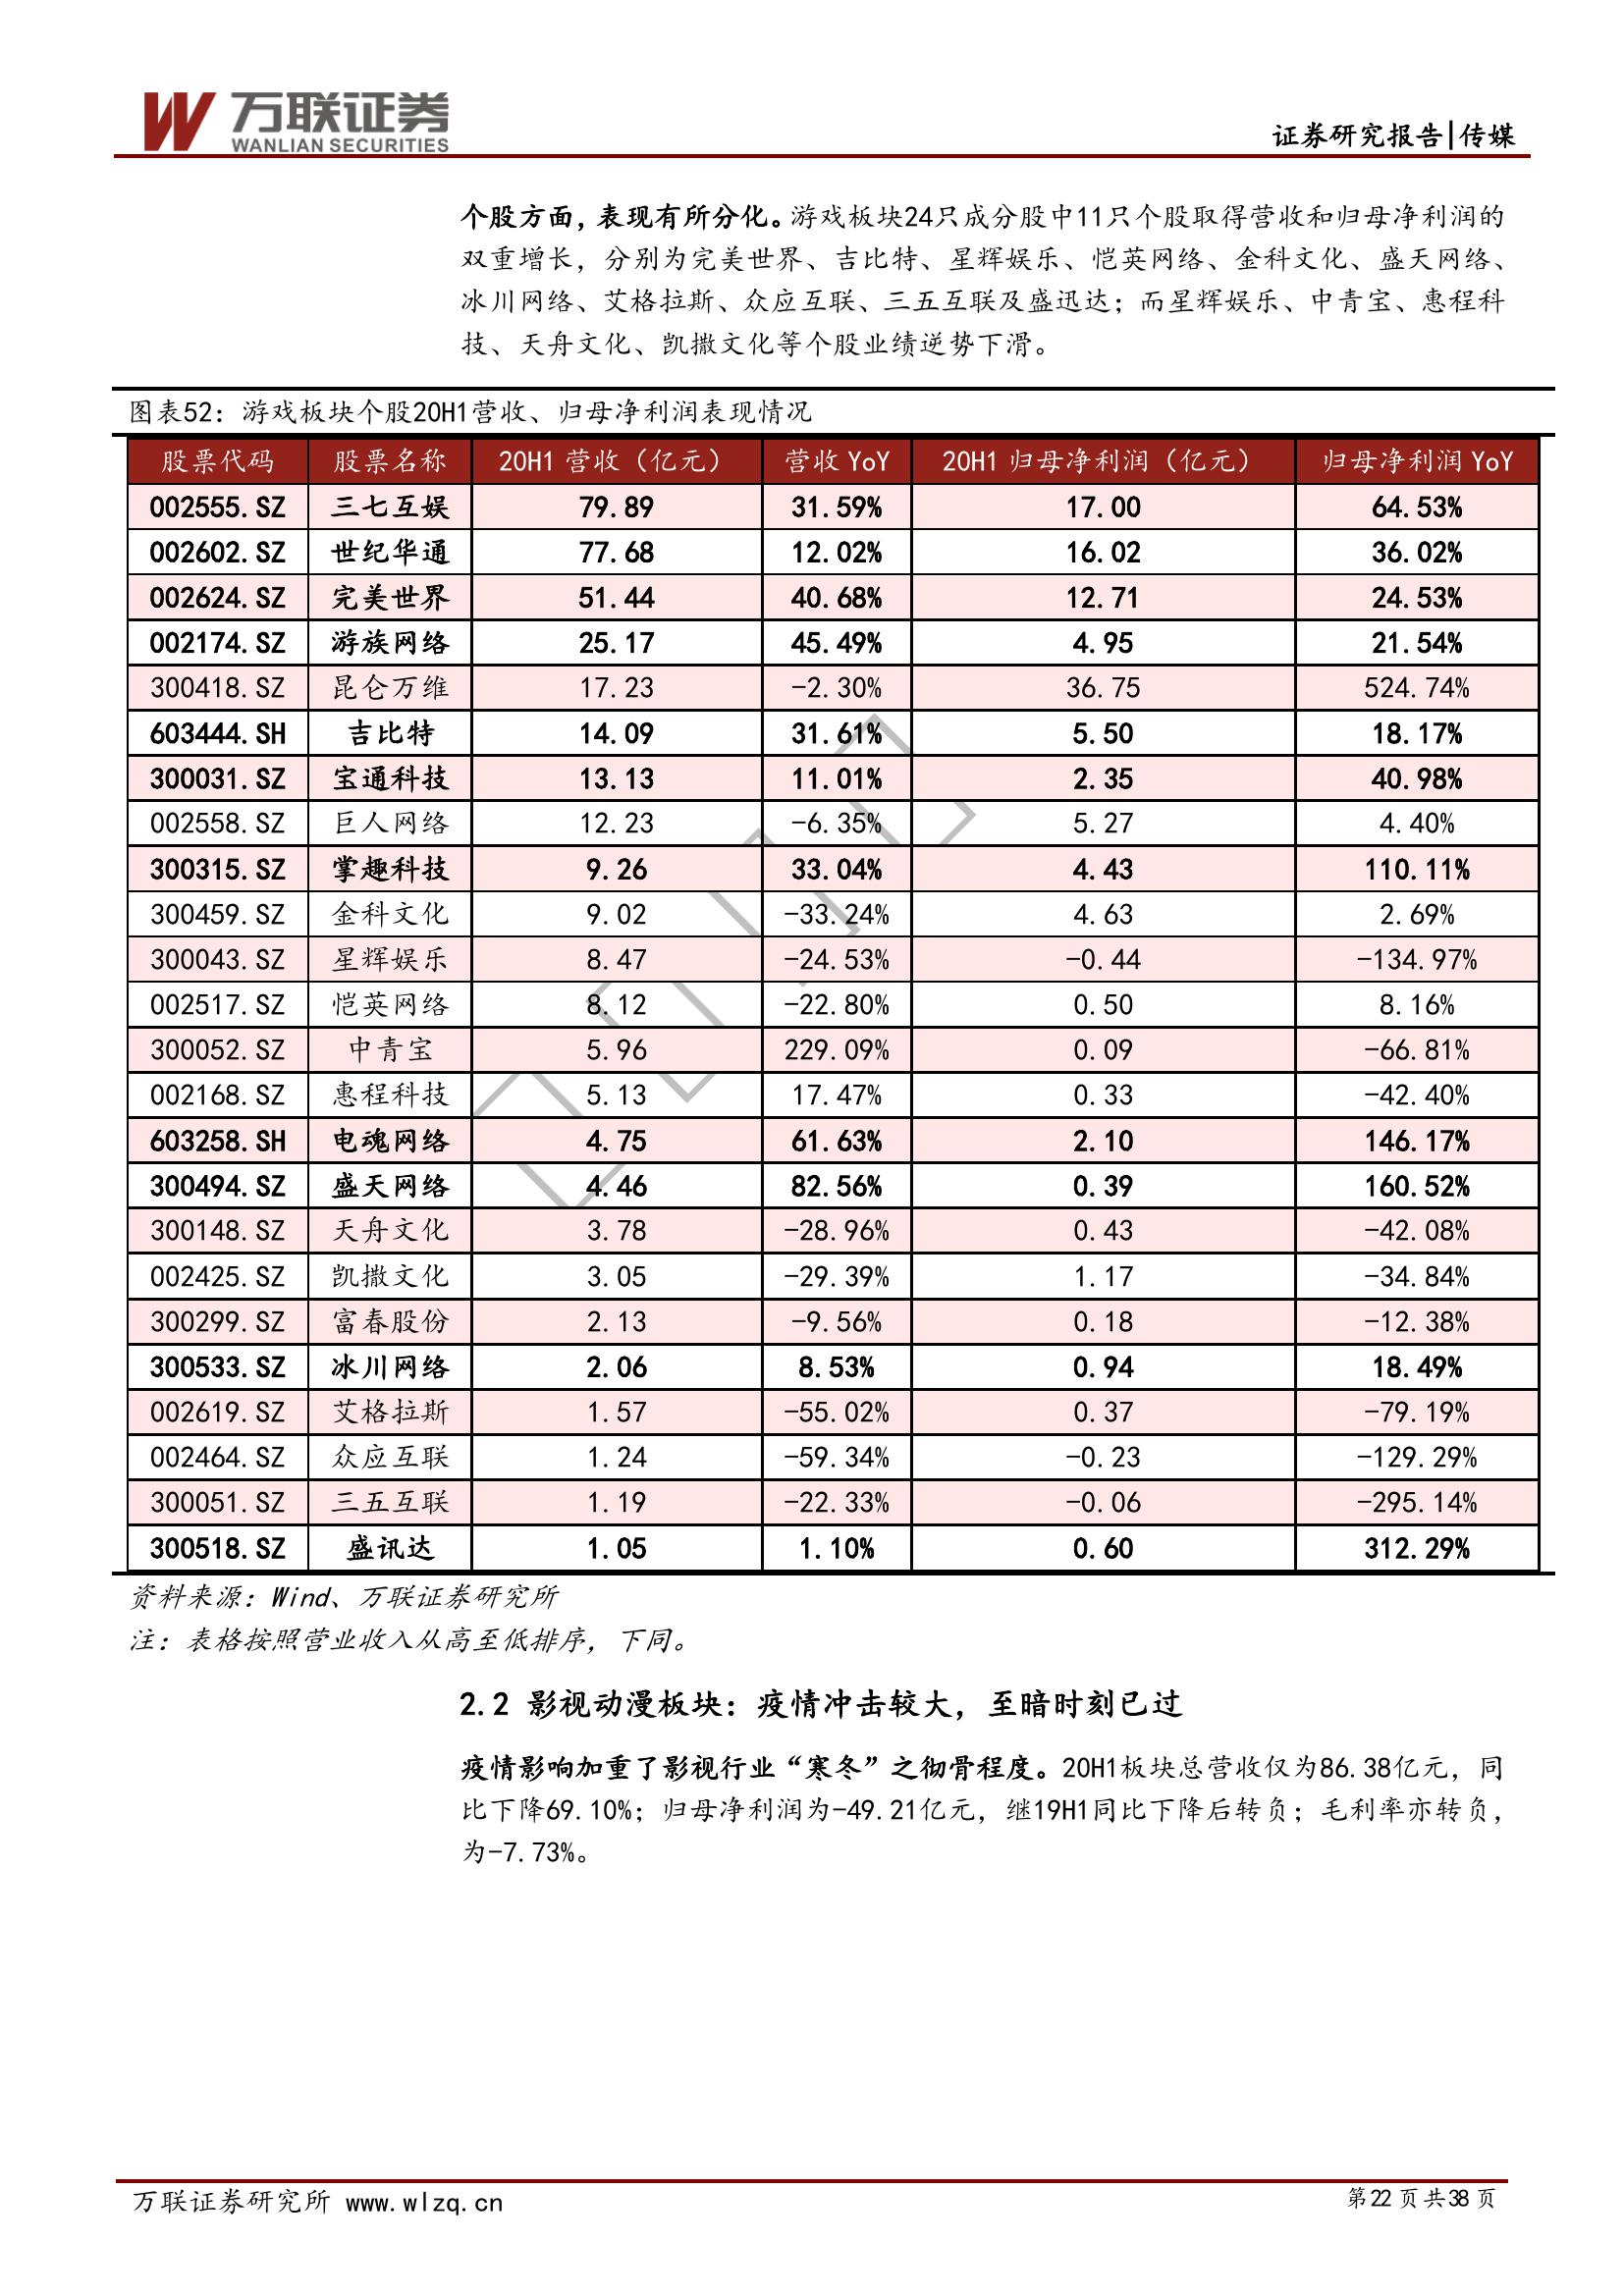 万联证券
WANLIAN SECURITIES
证券研究报告|传媒
个股方面，表现有所分化。游戏板块24只成分股中11只个股取得营收和归母净利润的
双重增长，分别为完美世界、吉比特、星辉娱乐、恺英网络、金科文化、盛天网络、
冰川网络、艾格拉斯、众应互联、三五互联及盛迅达；而星辉娱乐、中青宝、惠程科
技、天舟文化、凯撒文化等个股业绩逆势下滑。
图表52：游戏板块个股20H1营收、归母净利润表现情况
股票代码 股票名称 20H1 营收（亿元） 营收 YoY 20H1 归母净利润（亿元） 归母净利润 YoY
002555.SZ 三七互娱 79.89 31.59% 17.00 64.53%
002602.SZ 世纪华通 77.68 12.02% 16.02 36.02%
002624.SZ 完美世界 51.44 40.68% 12.71 24.53%
002174.SZ 游族网络 25.17 45.49% 4.95 21.54%
300418.SZ 昆仑万维 17.23 -2.30% 36.75 524.74%
603444.SH 吉比特 14.09 31.61% 5.50 18.17%
300031.SZ 宝通科技 13.13 11.01% 2.35 40.98%
002558.SZ 巨人网络 12.23 -6.35% 5.27 4.40%
300315.SZ 掌趣科技 9.26 33.04% 4.43 110.11%
300459.SZ 金科文化 9.02 -33.24% 4.63 2.69%
300043.SZ 星辉娱乐 8.47 -24.53% -0.44 -134.97%
002517.SZ 恺英网络 8.12 -22.80% 0.50 8.16%
300052.SZ 中青宝 5.96 229.09% 0.09 -66.81%
002168.SZ 惠程科技 5.13 17.47% 0.33 -42.40%
603258.SH 电魂网络 4.75 61.63% 2.10 146.17%
300494.SZ 盛天网络 4.46 82.56% 0.39 160.52%
300148.SZ 天舟文化 3.78 -28.96% 0.43 -42.08%
002425.SZ 凯撒文化 3.05 -29.39% 1.17 -34.84%
300299.SZ 富春股份 2.13 -9.56% 0.18 -12.38%
300533.SZ 冰川网络 2.06 8.53% 0.94 18.49%
002619.SZ 艾格拉斯 1.57 -55.02% 0.37 -79.19%
002464.SZ 众应互联 1.24 -59.34% -0.23 -129.29%
300051.SZ 三五互联 1.19 -22.33% -0.06 -295.14%
300518.SZ 盛讯达 1.05 1.10% 0.60 312.29%
资料来源：Wind、万联证券研究所
注：表格按照营业收入从高至低排序，下同。
2.2 影视动漫板块：疫情冲击较大，至暗时刻已过
疫情影响加重了影视行业“寒冬”之彻骨程度。20H1板块总营收仅为86.38亿元，同
比下降69.10%；归母净利润为-49.21亿元，继19H1同比下降后转负；毛利率亦转负，
为-7.73%。
万联证券研究所 www.wlzq.cn
第22 页 共38 页